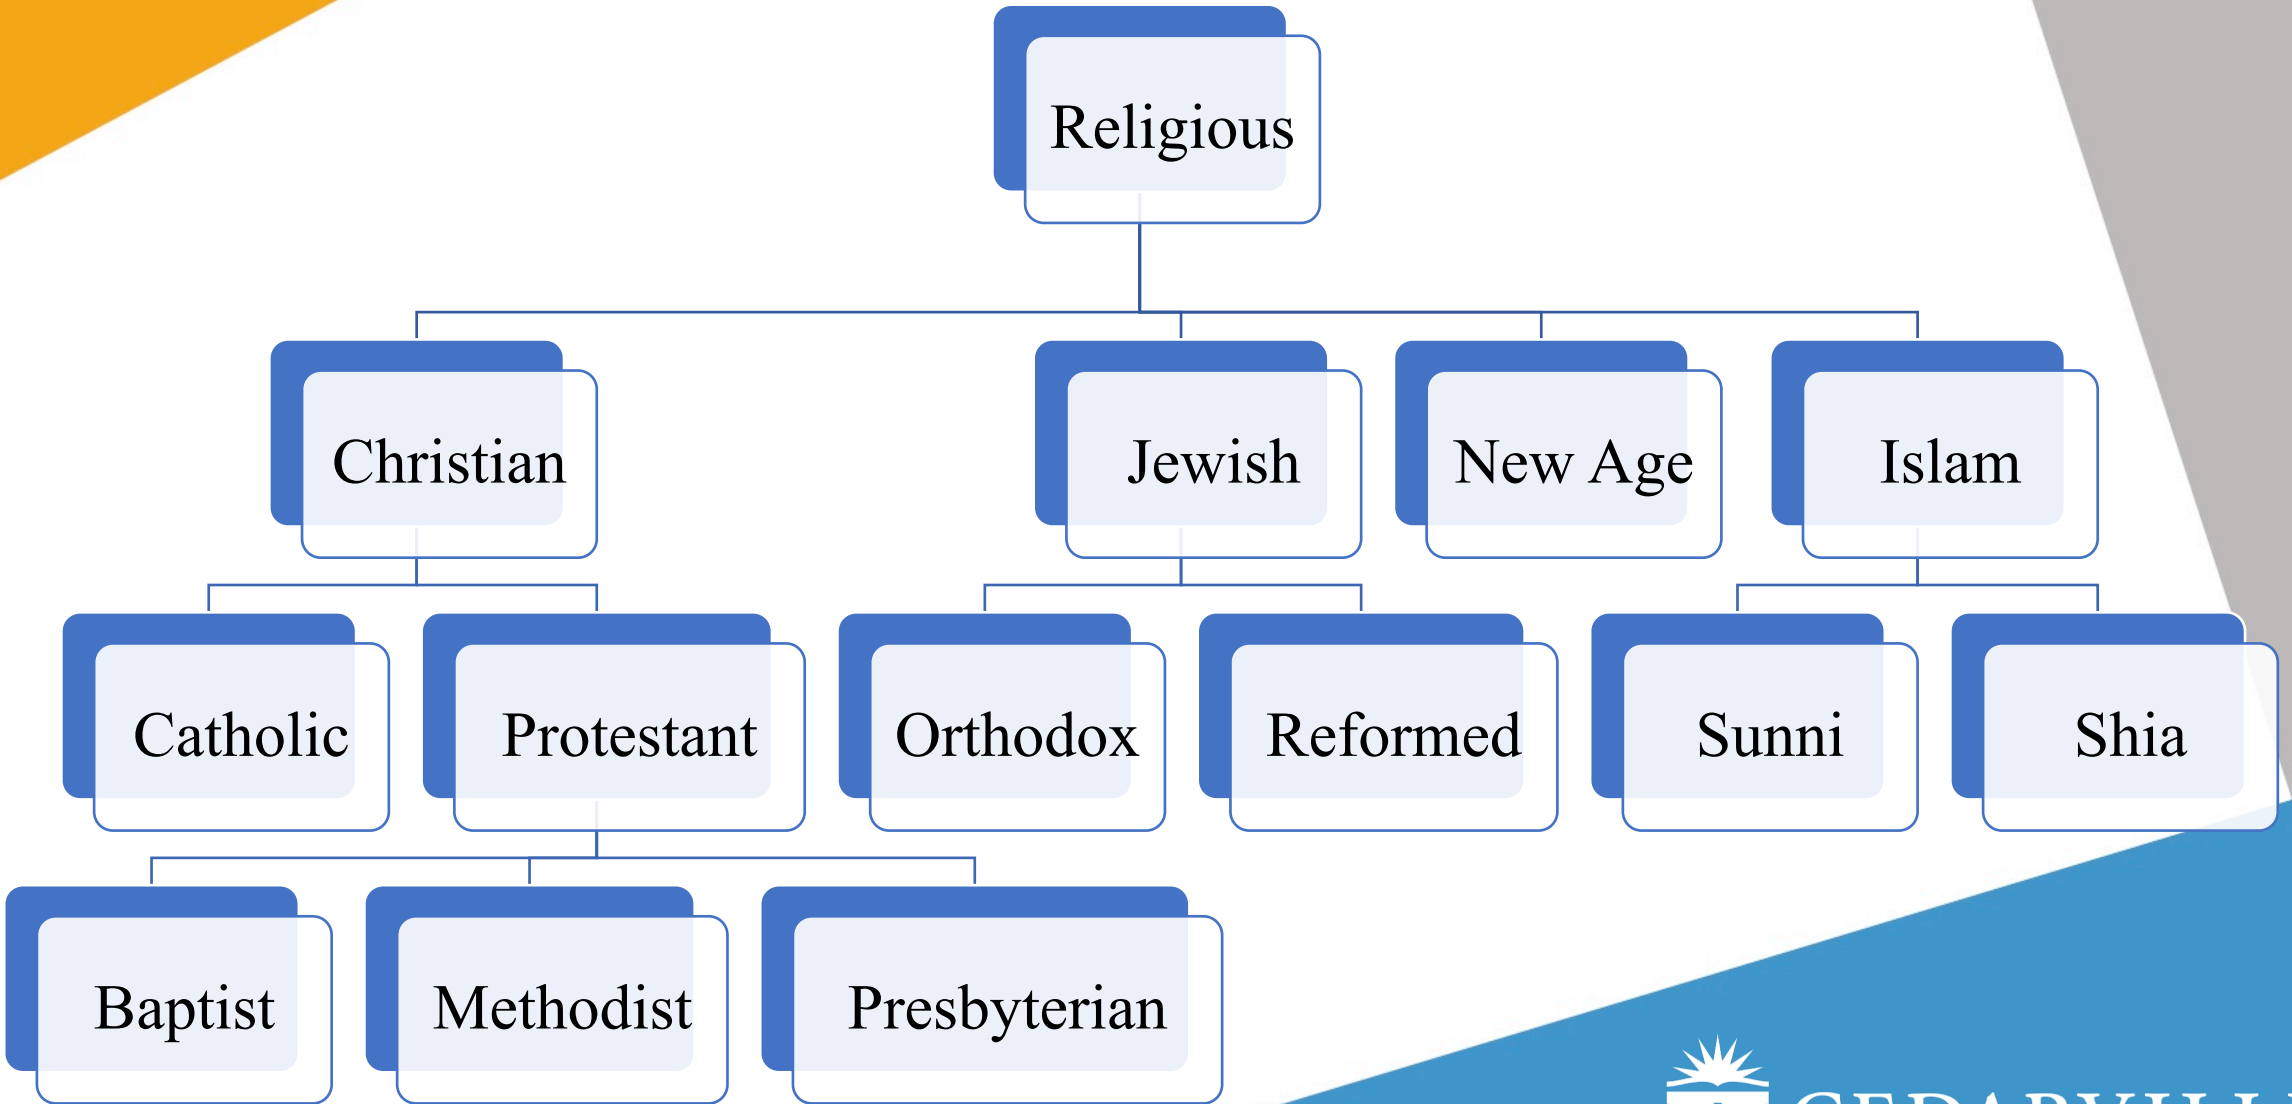 Religious
Christian
Jewish
New Age
Islam
Catholic
Protestant
Orthodox
Reformed
Sunni
Shia
Baptist
Methodist
Presbyterian